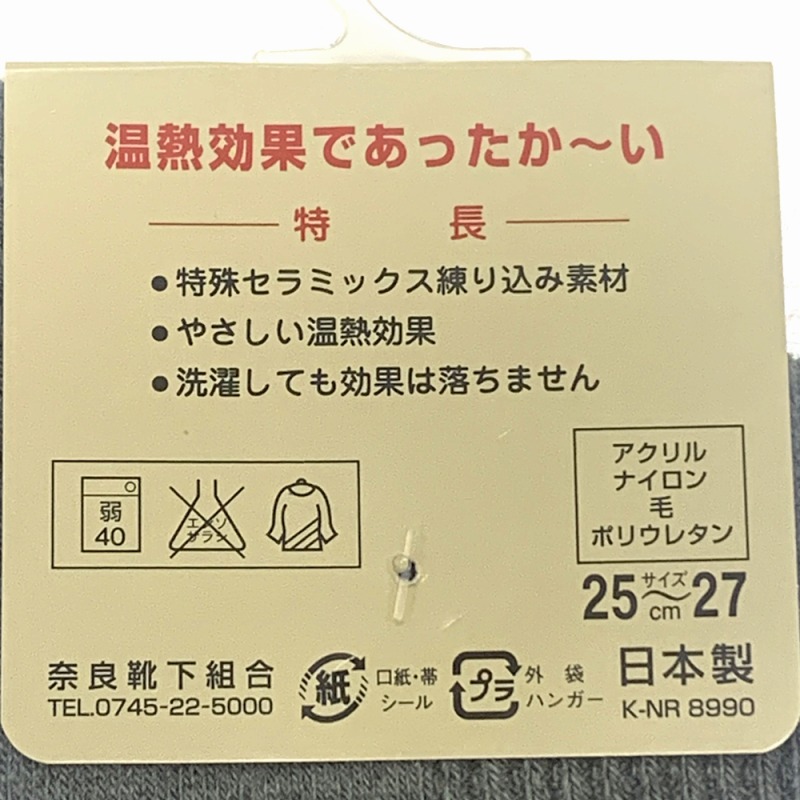 温熱効果であったか〜い
特長
●特殊セラミックス練り込み素材
●やさしい温熱効果
●洗濯しても効果は落ちません
弱
40
エンソ
サラシ
アクリル
ナイロン
毛
ポリウレタン
25サイズ〜cm27
奈良靴下組合
TEL.0745-22-5000
紙
口紙・帯
シール
プラ
外袋
ハンガー
日本製
K-NR 8990